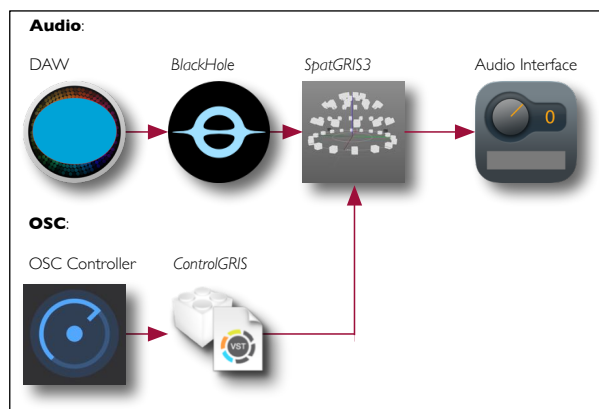 Audio:
DAW BlackHole SpatGRIS3 Audio Interface
0
OSC:
OSC Controller ControlGRIS
VST